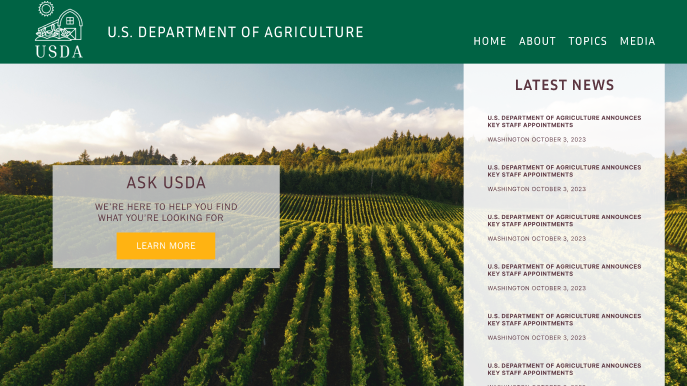 USDA
U.S. DEPARTMENT OF AGRICULTURE
HOME ABOUT TOPICS MEDIA
ASK USDA
WE'RE HERE TO HELP YOU FIND
WHAT YOU'RE LOOKING FOR
LEARN MORE
LATEST NEWS
U.S. DEPARTMENT OF AGRICULTURE ANNOUNCES
KEY STAFF APPOINTMENTS
WASHINGTON OCTOBER 3, 2023
U.S. DEPARTMENT OF AGRICULTURE ANNOUNCES
KEY STAFF APPOINTMENTS
WASHINGTON OCTOBER 3, 2023
U.S. DEPARTMENT OF AGRICULTURE ANNOUNCES
KEY STAFF APPOINTMENTS
WASHINGTON OCTOBER 3, 2023
U.S. DEPARTMENT OF AGRICULTURE ANNOUNCES
KEY STAFF APPOINTMENTS
WASHINGTON OCTOBER 3, 2023
U.S. DEPARTMENT OF AGRICULTURE ANNOUNCES
KEY STAFF APPOINTMENTS
WASHINGTON OCTOBER 3, 2023
U.S. DEPARTMENT OF AGRICULTURE ANNOUNCES
KEY STAFF APPOINTMENTS